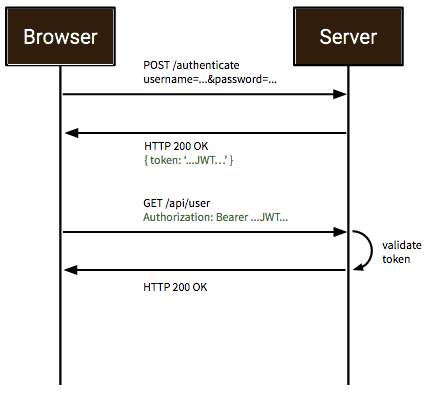 Browser
Server
POST /authenticate
username=...&password=...
HTTP 200 OK
{ token: '...JWT...' }
GET /api/user
Authorization: Bearer ...JWT...
validate
token
HTTP 200 OK